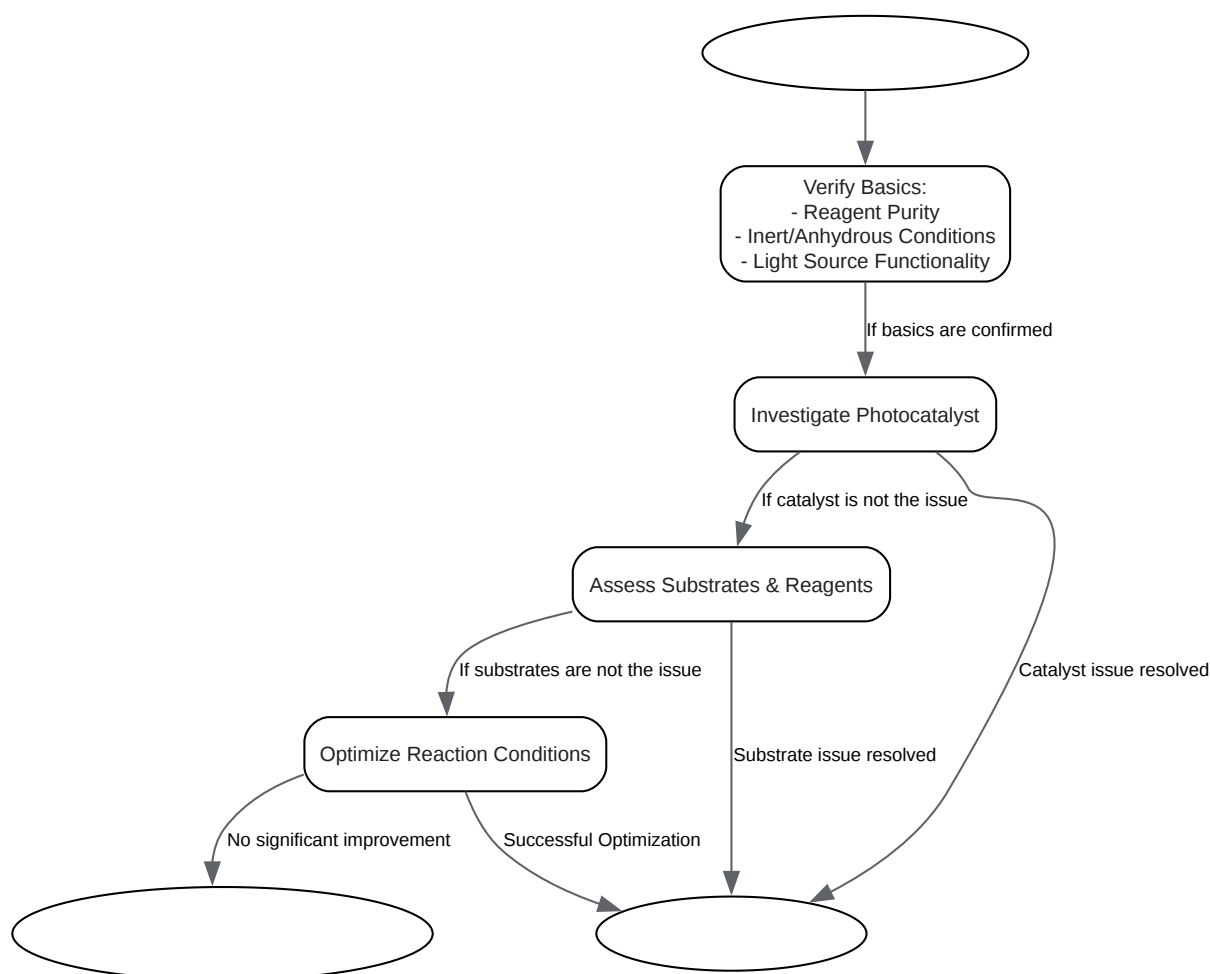 Verify Basics:
- Reagent Purity
- Inert/Anhydrous Conditions
- Light Source Functionality
If basics are confirmed
Investigate Photocatalyst
If catalyst is not the issue
Assess Substrates & Reagents
If substrates are not the issue
Catalyst issue resolved
Optimize Reaction Conditions
Substrate issue resolved
No significant improvement
Successful Optimization